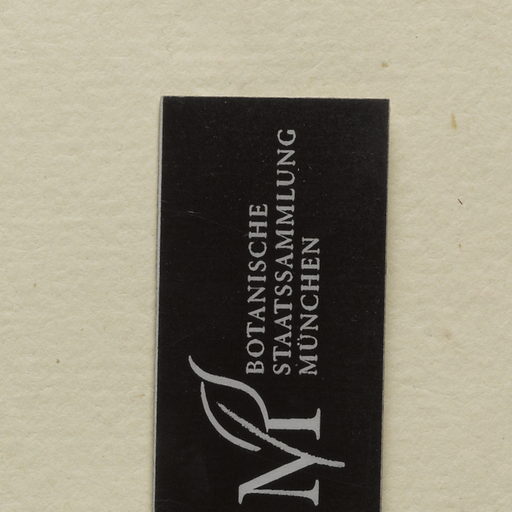 BOTANISCHE
STAATSSAMMLUNG
MÜNCHEN
M